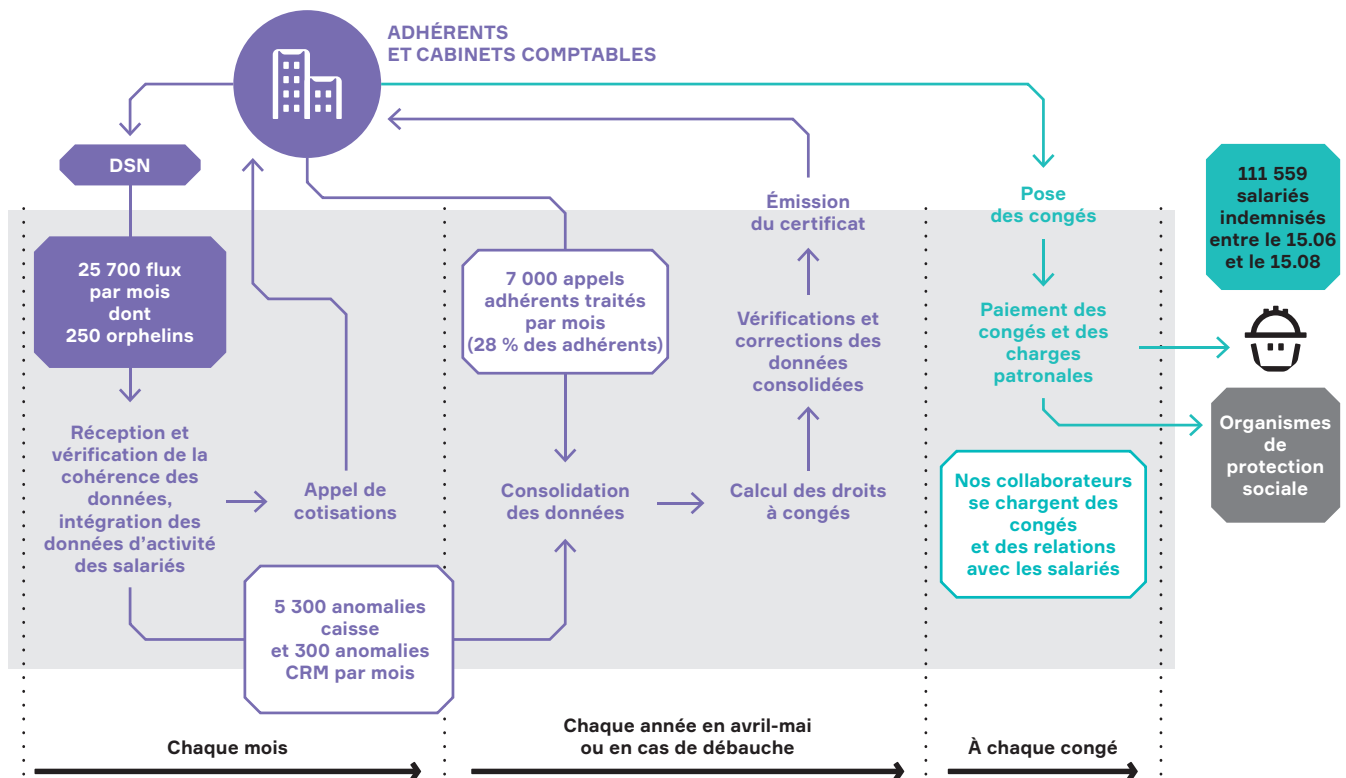 ADHÉRENTS
ET CABINETS COMPTABLES
DSN
25 700 flux
par mois
dont
250 orphelins
Réception et
vérification de la
cohérence des
données,
intégration des
données d’activité
des salariés
Appel de
cotisations
5 300 anomalies
caisse
et 300 anomalies
CRM par mois
7 000 appels
adhérents traités
par mois
(28 % des adhérents)
Consolidation
des données
Calcul des droits
à congés
Vérifications et
corrections des
données
consolidées
Émission
du certificat
Pose
des congés
Paiement des
congés et des
charges
patronales
Nos collaborateurs
se chargent des
congés
et des relations
avec les salariés
111 559
salariés
indemnisés
entre le 15.06
et le 15.08
Organismes
de
protection
sociale
Chaque mois
Chaque année en avril-mai
ou en cas de débauche
À chaque congé